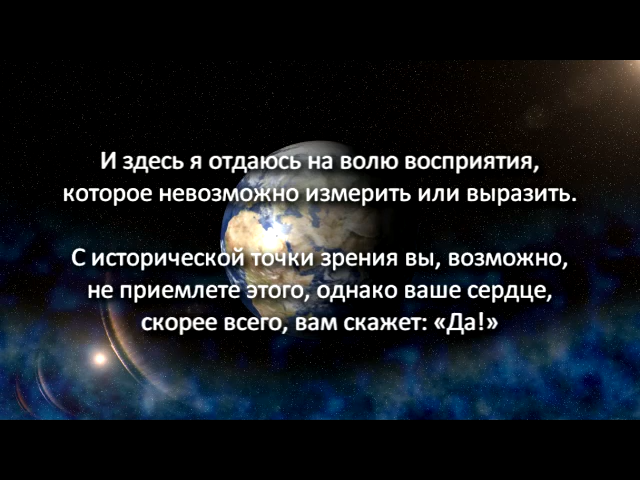 И здесь я отдаюсь на волю восприятия,
которое невозможно измерить или выразить.
С исторической точки зрения вы, возможно,
не приемлете этого, однако ваше сердце,
скорее всего, вам скажет: «Да!»